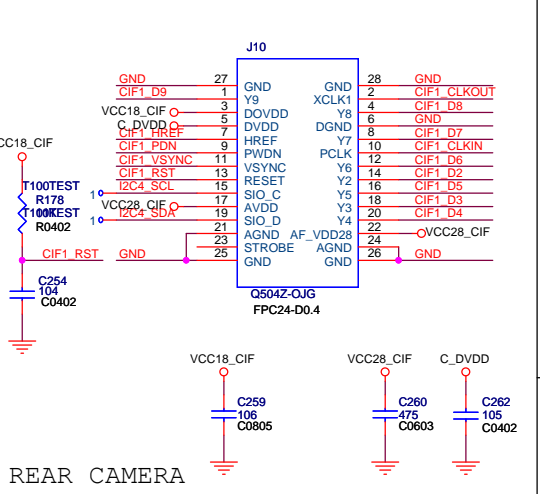 J10
GND 27 GND GND 28 GND
CIF1_D9 1 Y9 XCLK1 2 CIF1_CLKOUT
VCC18_CIF 3 DOVDD Y8 4 CIF1_D8
C_DVDD 5 DVDD DGND 6 GND
CIF1_HREF 7 HREF Y7 8 CIF1_D7
CIF1_PDN 9 PWDN PCLK 10 CIF1_CLKIN
CIF1_VSYNC 11 VSYNC Y6 12 CIF1_D6
CIF1_RST 13 RESET Y2 14 CIF1_D2
I2C4_SCL 15 SIO_C Y5 16 CIF1_D5
VCC28_CIF 17 AVDD Y3 18 CIF1_D3
I2C4_SDA 19 SIO_D Y4 20 CIF1_D4
21 AGND AF_VDD28 22 VCC28_CIF
23 STROBE AGND 24
GND 25 GND GND 26 GND
Q504Z-OJG
FPC24-D0.4
CC18_CIF
T100TEST
1
R178
TEST
1
R0402
CIF1_RST
C254
104
C0402
VCC18_CIF
C259
106
C0805
VCC28_CIF
C260
475
C0603
C_DVDD
C262
105
C0402
REAR CAMERA